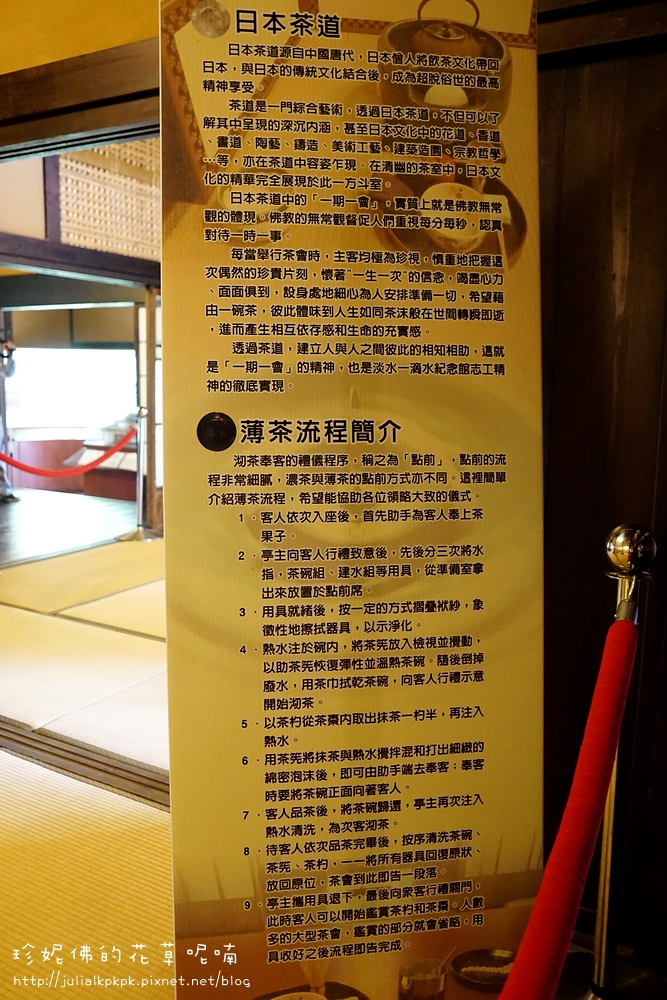 日本茶道
日本茶道源自中國唐代，日本僧人將飲茶文化帶回
日本，與日本的傳統文化結合後，成為超脫俗世的最高
精神享受。
茶道是一門綜合藝術，透過日本茶道，不但可以了
解其中呈現的深沉內涵，甚至日本文化中的花道、香道
、書道、陶藝、鑄造、美術工藝、建築造園、宗教哲學
…等，亦在茶道中容姿乍現。在清幽的茶室中，日本文
化的精華完全展現於此一方斗室。
日本茶道中的「一期一會」，實質上就是佛教無常
觀的體現。佛教的無常觀督促人們重視每分每秒，認真
對待一時一事。
每當舉行茶會時，主客均極為珍視，慎重地把握這
次偶然的珍貴片刻，懷著"一生一次"的信念，竭盡心力
、面面俱到，設身處地細心為人安排準備一切，希望藉
由一碗茶，彼此體味到人生如同茶沫般在世間轉瞬即逝
，進而產生相互依存感和生命的充實感。
透過茶道，建立人與人之間彼此的相知相助，這就
是「一期一會」的精神，也是淡水一滴水紀念館志工精
神的徹底實現。
薄茶流程簡介
沏茶奉客的禮儀程序，稱之為「點前」，點前的流
程非常細膩，濃茶與薄茶的點前方式亦不同。這裡簡單
介紹薄茶流程，希望能協助各位領略大致的儀式。
1．客人依次入座後，首先助手為客人奉上茶
果子。
2．亭主向客人行禮致意後，先後分三次將水
指，茶碗組、建水組等用具，從準備室拿
出來放置於點前席。
3．用具就緒後，按一定的方式摺疊袱紗，象
徵性地擦拭器具，以示淨化。
4．熱水注於碗內，將茶筅放入檢視並攪動，
以助茶筅恢復彈性並溫熱茶碗。隨後倒掉
廢水，用茶巾拭乾茶碗，向客人行禮示意
開始沏茶。
5．以茶杓從茶棗內取出抹茶一杓半，再注入
熱水。
6．用茶筅將抹茶與熱水攪拌混和打出細緻的
綿密泡沫後，即可由助手端去奉客；奉客
時要將茶碗正面向著客人。
7．客人品茶後，將茶碗歸還，亭主再次注入
熱水清洗，為次客沏茶。
8．待客人依次品茶完畢後，按序清洗茶碗、
茶筅、茶杓，一一將所有器具回復原狀、
放回原位，茶會到此即告一段落。
9．亭主攜用具退下，最後向眾客行禮關門，
此時客人可以開始鑑賞茶杓和茶棗。人數
多的大型茶會，鑑賞的部分就會省略，用
具收好之後流程即告完成。
珍妮佛的花草呢喃
http://julialkpkpk.pixnet.net/blog